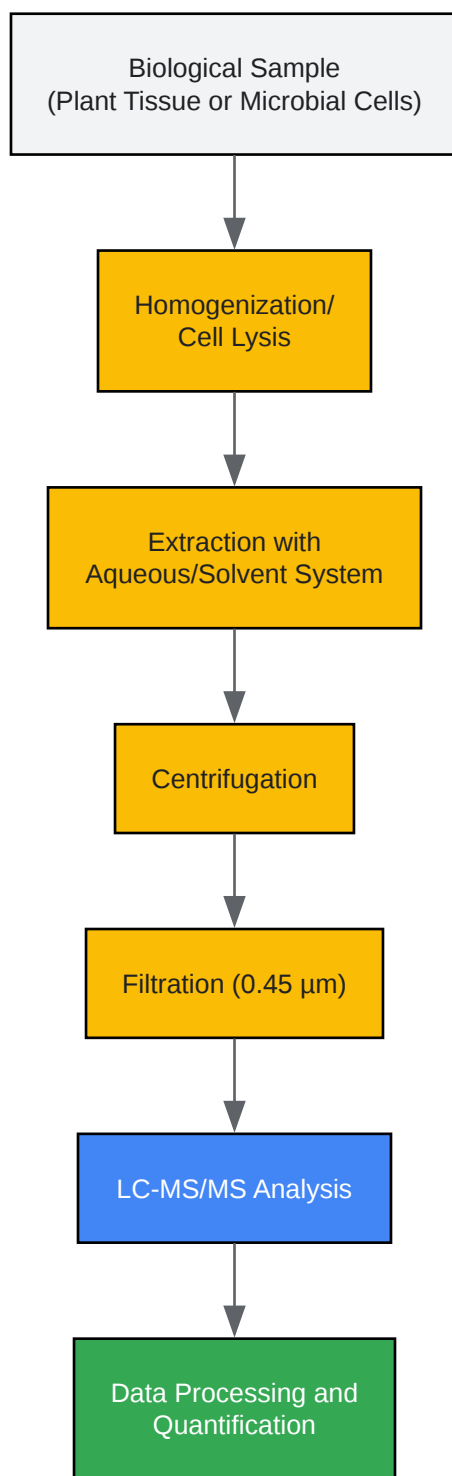 Biological Sample
(Plant Tissue or Microbial Cells)
Homogenization/
Cell Lysis
Extraction with
Aqueous/Solvent System
Centrifugation
Filtration (0.45 µm)
LC-MS/MS Analysis
Data Processing and
Quantification